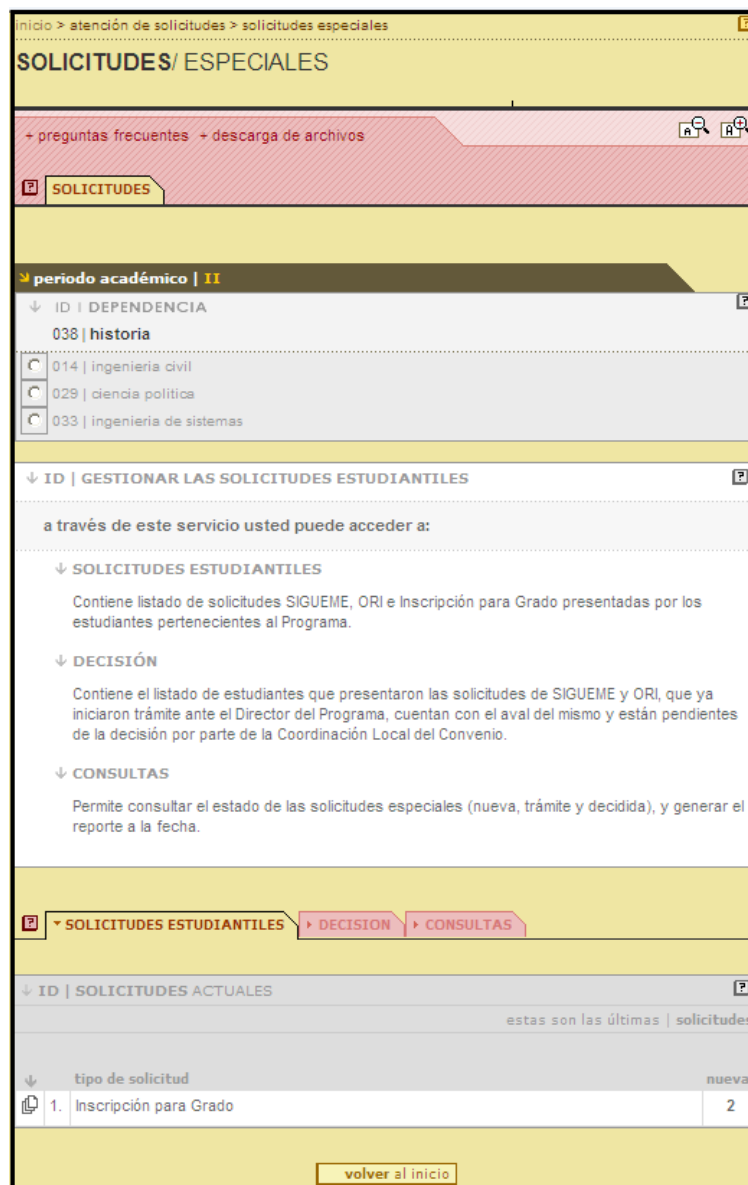 inicio > atención de solicitudes > solicitudes especiales
SOLICITUDES/ ESPECIALES
+ preguntas frecuentes + descarga de archivos
SOLICITUDES
periodo académico | II
ID | DEPENDENCIA
038 | historia
014 | ingenieria civil
029 | ciencia politica
033 | ingenieria de sistemas
ID | GESTIONAR LAS SOLICITUDES ESTUDIANTILES
a través de este servicio usted puede acceder a:
SOLICITUDES ESTUDIANTILES
Contiene listado de solicitudes SIGUEME, ORI e Inscripción para Grado presentadas por los
estudiantes pertenecientes al Programa.
DECISIÓN
Contiene el listado de estudiantes que presentaron las solicitudes de SIGUEME y ORI, que ya
iniciaron trámite ante el Director del Programa, cuentan con el aval del mismo y están pendientes
de la decisión por parte de la Coordinación Local del Convenio.
CONSULTAS
Permite consultar el estado de las solicitudes especiales (nueva, trámite y decidida), y generar el
reporte a la fecha.
SOLICITUDES ESTUDIANTILES DECISION CONSULTAS
ID | SOLICITUDES ACTUALES
estas son las últimas | solicitudes
tipo de solicitud nueva
1. Inscripción para Grado 2
volver al inicio